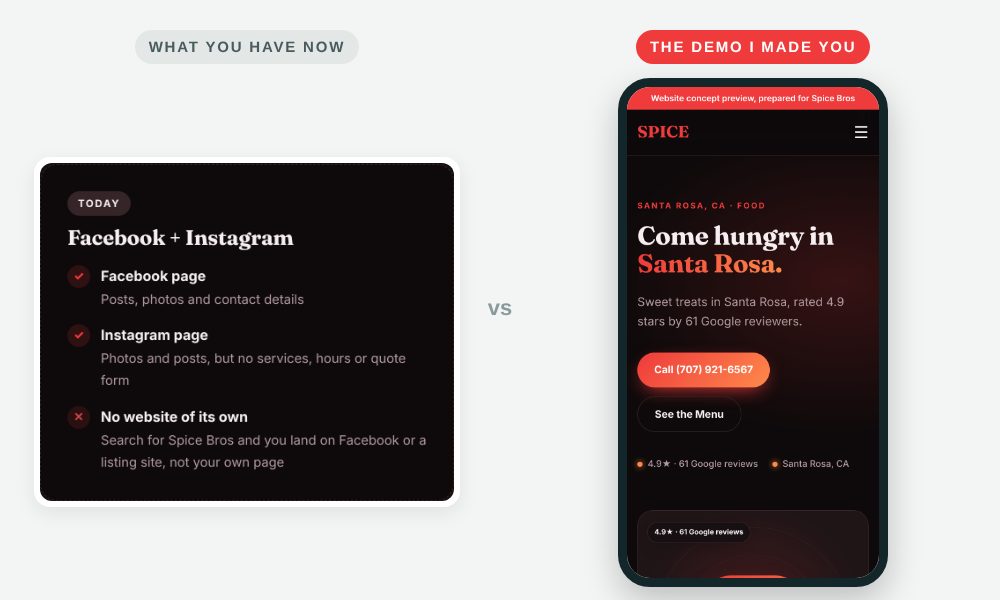 WHAT YOU HAVE NOW
TODAY
Facebook + Instagram
Facebook page
Posts, photos and contact details
Instagram page
Photos and posts, but no services, hours or quote
form
No website of its own
Search for Spice Bros and you land on Facebook or a
listing site, not your own page
vs
THE DEMO I MADE YOU
Website concept preview, prepared for Spice Bros
SPICE
SANTA ROSA, CA · FOOD
Come hungry in
Santa Rosa.
Sweet treats in Santa Rosa, rated 4.9
stars by 61 Google reviewers.
Call (707) 921-6567
See the Menu
4.9★ · 61 Google reviews
Santa Rosa, CA
4.9★ · 61 Google reviews